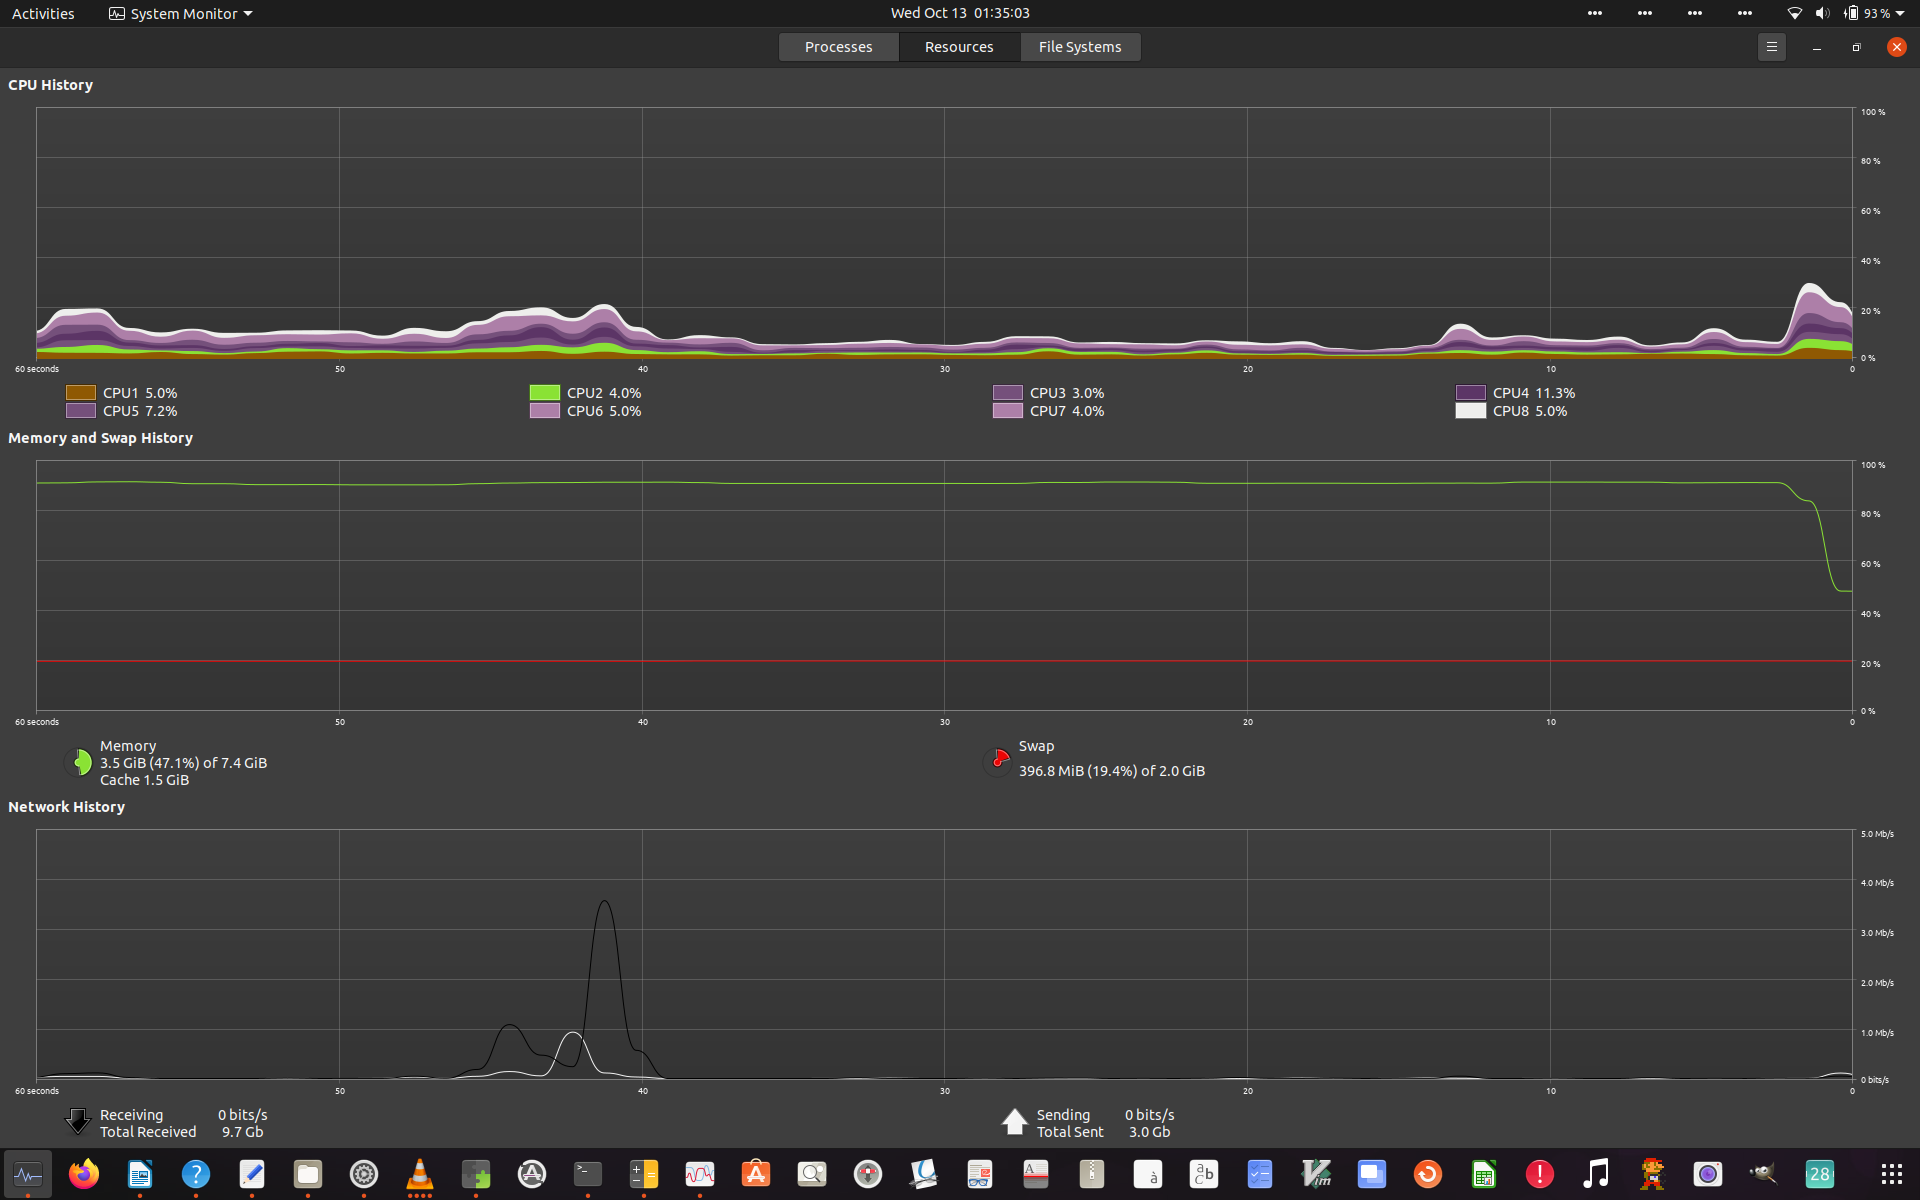 Activities System Monitor Wed Oct 13 01:35:03 93 %
Processes Resources File Systems
CPU History
100 %
80 %
60 %
40 %
20 %
0 %
60 seconds 50 40 30 20 10 0
CPU1 5.0% CPU2 4.0% CPU3 3.0% CPU4 11.3%
CPU5 7.2% CPU6 5.0% CPU7 4.0% CPU8 5.0%
Memory and Swap History
100 %
80 %
60 %
40 %
20 %
0 %
60 seconds 50 40 30 20 10 0
Memory Swap
3.5 GiB (47.1%) of 7.4 GiB 396.8 MiB (19.4%) of 2.0 GiB
Cache 1.5 GiB
Network History
5.0 Mb/s
4.0 Mb/s
3.0 Mb/s
2.0 Mb/s
1.0 Mb/s
0 bits/s
60 seconds 50 40 30 20 10 0
Receiving 0 bits/s Sending 0 bits/s
Total Received 9.7 Gb Total Sent 3.0 Gb
28